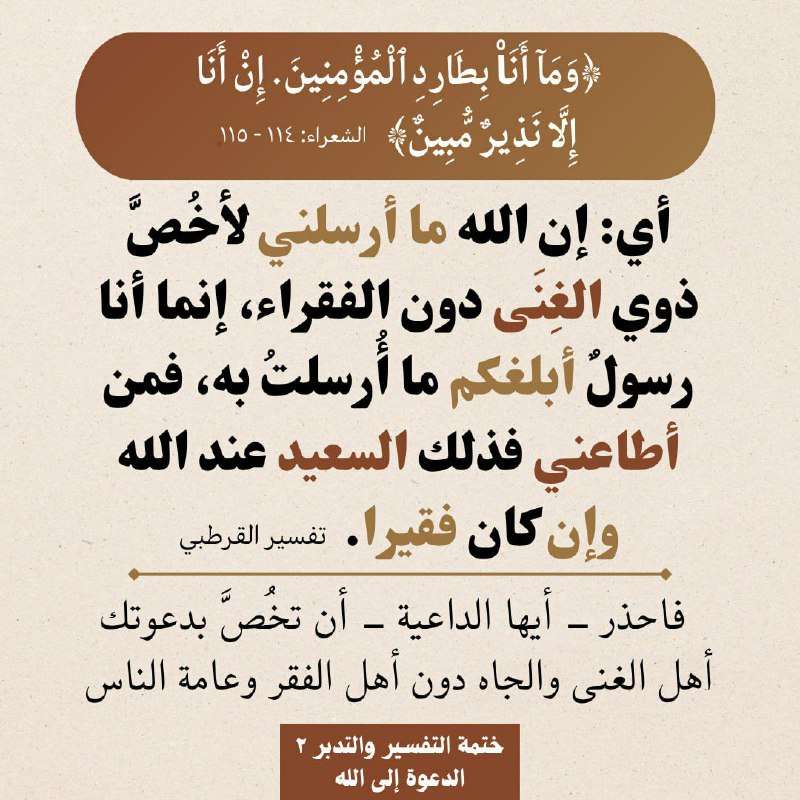 ﴿وَمَآ أَنَا۠ بِطَارِدِ ٱلْمُؤْمِنِينَ. إِنْ أَنَا
إِلَّا نَذِيرٌ مُّبِينٌ﴾ الشعراء: ١١٤ - ١١٥
أي: إن الله ما أرسلني لأخُصَّ
ذوي الغِنَى دون الفقراء، إنما أنا
رسولٌ أبلغكم ما أُرسلتُ به، فمن
أطاعني فذلك السعيد عند الله
وإن كان فقيرا. تفسير القرطبي
فاحذر – أيها الداعية – أن تخُصَّ بدعوتك
أهل الغنى والجاه دون أهل الفقر وعامة الناس
ختمة التفسير والتدبر ٢
الدعوة إلى الله